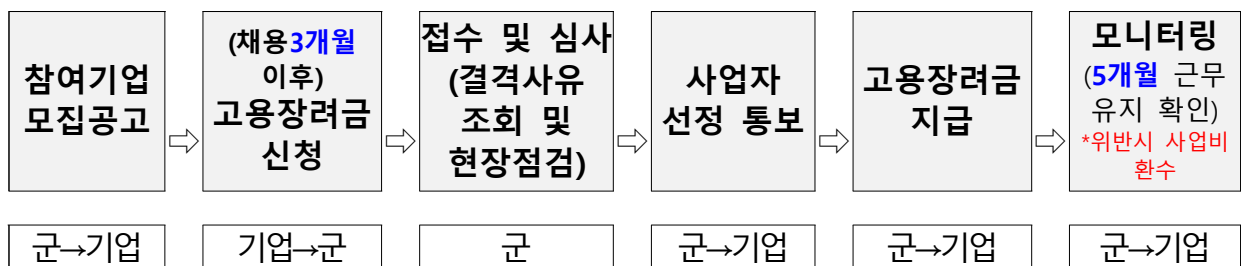 참여기업
모집공고
⇨
(채용3개월
이후)
고용장려금
신청
⇨
접수 및 심사
(결격사유
조회 및
현장점검)
⇨
사업자
선정 통보
⇨
고용장려금
지급
⇨
모니터링
(5개월 근무
유지 확인)
*위반시 사업비
환수
군→기업
기업→군
군
군→기업
군→기업
군→기업